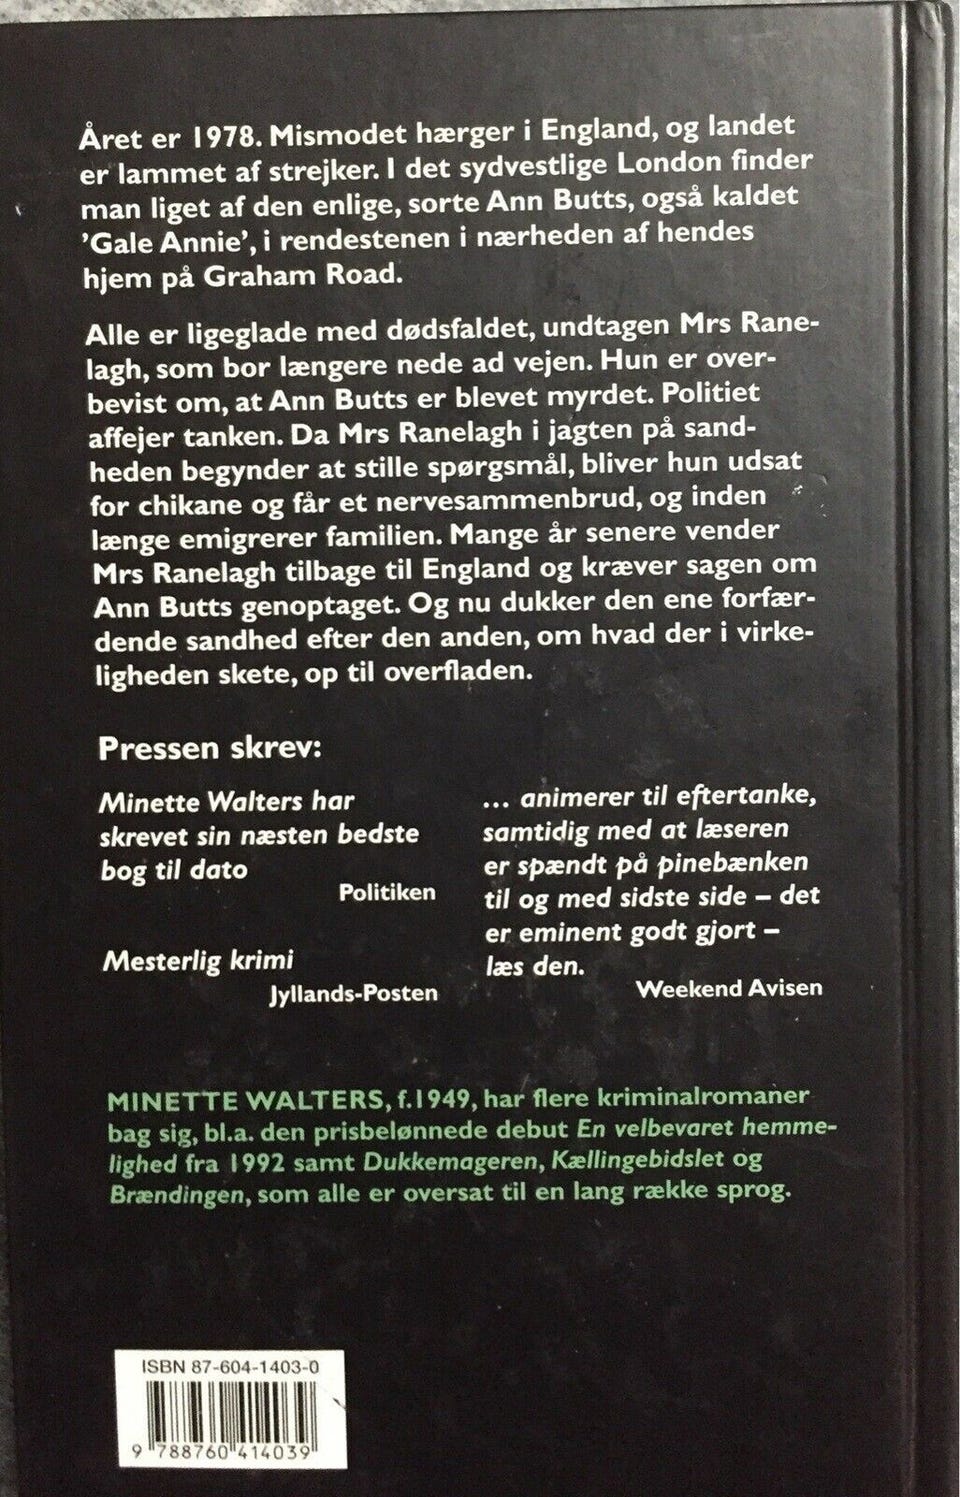 Året er 1978. Mismodet hærger i England, og landet
er lammet af strejker. I det sydvestlige London finder
man liget af den enlige, sorte Ann Butts, også kaldet
’Gale Annie’, i rendestenen i nærheden af hendes
hjem på Graham Road.
Alle er ligeglade med dødsfaldet, undtagen Mrs Rane-
lagh, som bor længere nede ad vejen. Hun er over-
bevist om, at Ann Butts er blevet myrdet. Politiet
affejer tanken. Da Mrs Ranelagh i jagten på sand-
heden begynder at stille spørgsmål, bliver hun udsat
for chikane og får et nervesammenbrud, og inden
længe emigrerer familien. Mange år senere vender
Mrs Ranelagh tilbage til England og kræver sagen om
Ann Butts genoptaget. Og nu dukker den ene forfær-
dende sandhed efter den anden, om hvad der i virke-
ligheden skete, op til overfladen.
Pressen skrev:
Minette Walters har
skrevet sin næsten bedste
bog til dato
Politiken
Mesterlig krimi
Jyllands-Posten
... animerer til eftertanke,
samtidig med at læseren
er spændt på pinebænken
til og med sidste side – det
er eminent godt gjort –
læs den.
Weekend Avisen
MINETTE WALTERS, f.1949, har flere kriminalromaner
bag sig, bl.a. den prisbelønnede debut En velbevaret hemme-
lighed fra 1992 samt Dukkemageren, Kællingebidslet og
Brændingen, som alle er oversat til en lang række sprog.
ISBN 87-604-1403-0
9 788760 414039